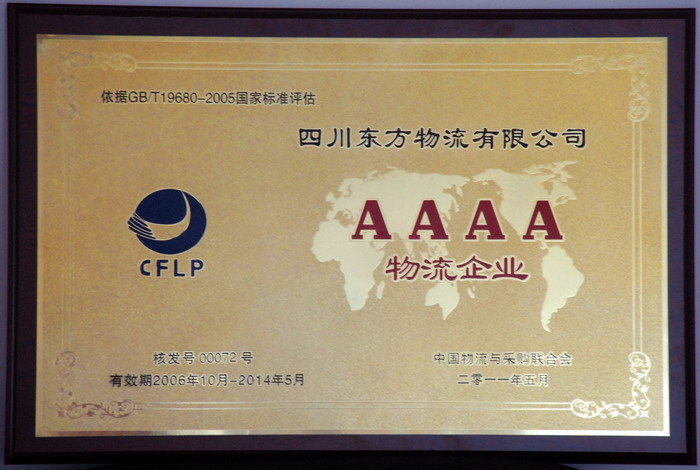 依据GB/T19680-2005国家标准评估
四川东方物流有限公司
AAAA
物流企业
CFLP
核发号 00072 号
有效期2006年10月-2014年5月
中国物流与采购联合会
二零一一年五月